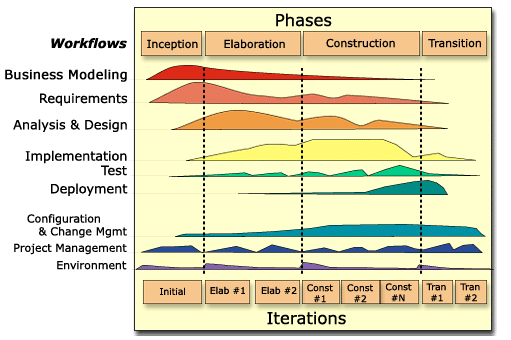 Phases
Workflows
Inception Elaboration Construction Transition
Business Modeling
Requirements
Analysis & Design
Implementation
Test
Deployment
Configuration
& Change Mgmt
Project Management
Environment
Initial Elab #1 Elab #2 Const #1 Const #2 Const #N Tran #1 Tran #2
Iterations